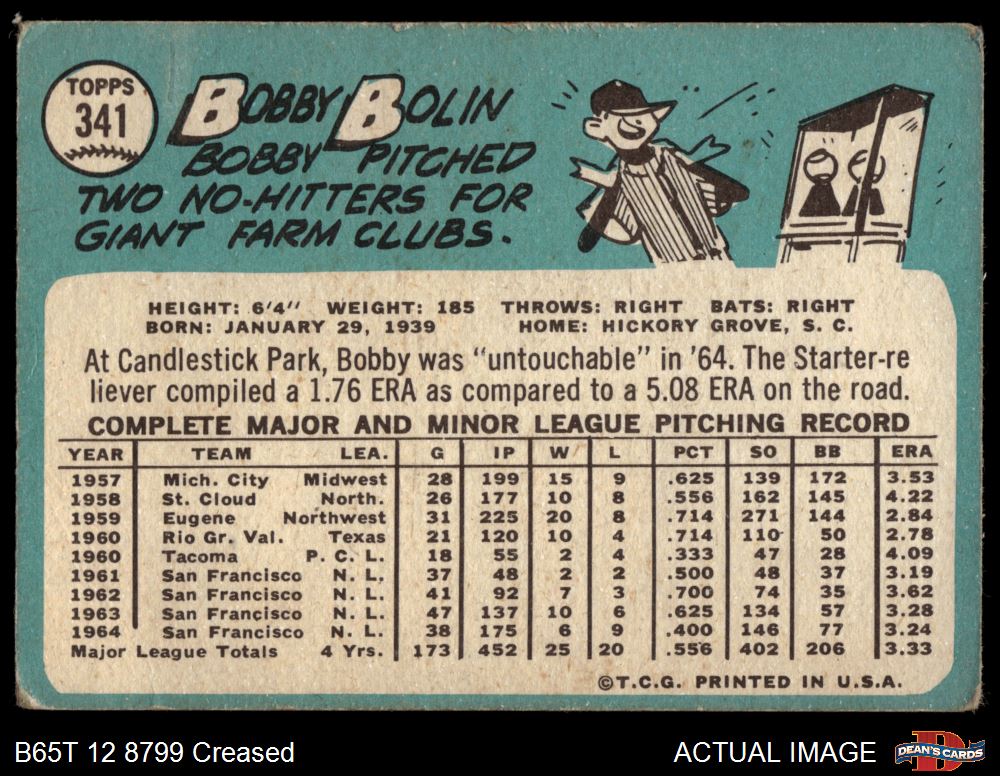 TOPPS
341
BOBBY BOLIN
BOBBY PITCHED
TWO NO-HITTERS FOR
GIANT FARM CLUBS.
HEIGHT: 6'4" WEIGHT: 185 THROWS: RIGHT BATS: RIGHT
BORN: JANUARY 29, 1939 HOME: HICKORY GROVE, S. C.
At Candlestick Park, Bobby was "untouchable" in '64. The Starter-re
liever compiled a 1.76 ERA as compared to a 5.08 ERA on the road.
COMPLETE MAJOR AND MINOR LEAGUE PITCHING RECORD
YEAR TEAM LEA. G IP W L PCT SO BB ERA
1957 Mich. City Midwest 28 199 15 9 .625 139 172 3.53
1958 St. Cloud North. 26 177 10 8 .556 162 145 4.22
1959 Eugene Northwest 31 225 20 8 .714 271 144 2.84
1960 Rio Gr. Val. Texas 21 120 10 4 .714 110 50 2.78
1960 Tacoma P. C. L. 18 55 2 4 .333 47 28 4.09
1961 San Francisco N. L. 37 48 2 2 .500 48 37 3.19
1962 San Francisco N. L. 41 92 7 3 .700 74 35 3.62
1963 San Francisco N. L. 47 137 10 6 .625 134 57 3.28
1964 San Francisco N. L. 38 175 6 9 .400 146 77 3.24
Major League Totals 4 Yrs. 173 452 25 20 .556 402 206 3.33
©T.C.G. PRINTED IN U.S.A.
B65T 12 8799 Creased ACTUAL IMAGE DEAN'S CARDS